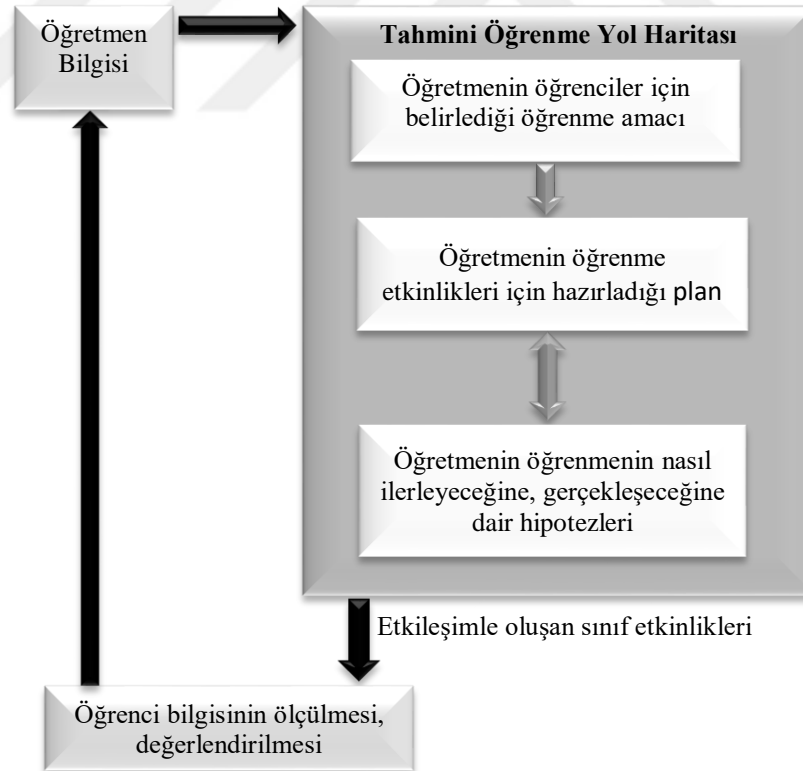 Öğretmen
Bilgisi
Tahmini Öğrenme Yol Haritası
Öğretmenin öğrenciler için
belirlediği öğrenme amacı
Öğretmenin öğrenme
etkinlikleri için hazırladığı plan
Öğretmenin öğrenmenin nasıl
ilerleyeceğine, gerçekleşeceğine
dair hipotezleri
Etkileşimle oluşan sınıf etkinlikleri
Öğrenci bilgisinin ölçülmesi,
değerlendirilmesi